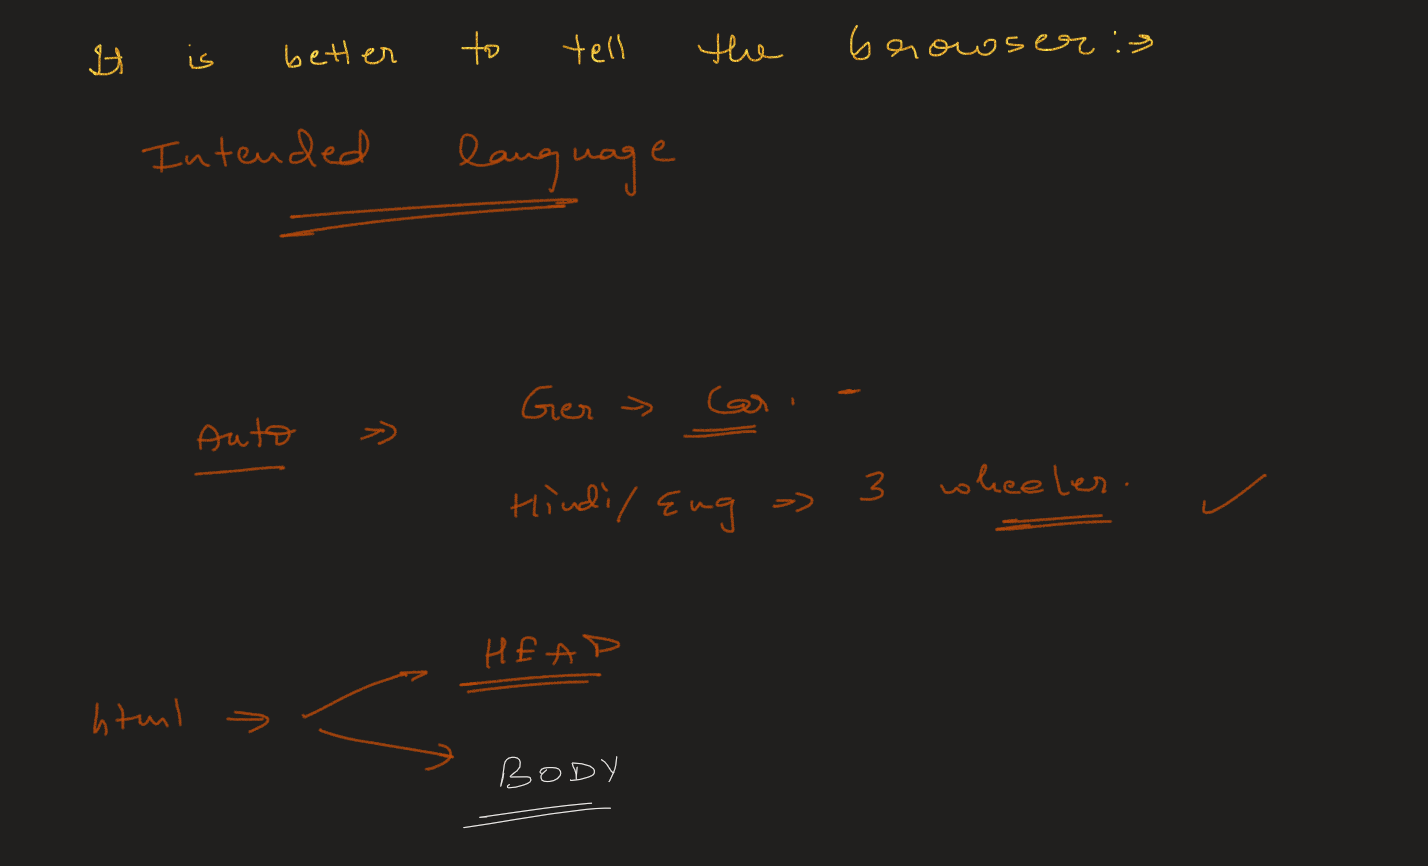 It is better to tell the browser :→
Intended language
Ger → Car. -
Auto ⇒
Hindi/Eng ⇒ 3 wheeler. ✓
HEAD
html ⇒
BODY